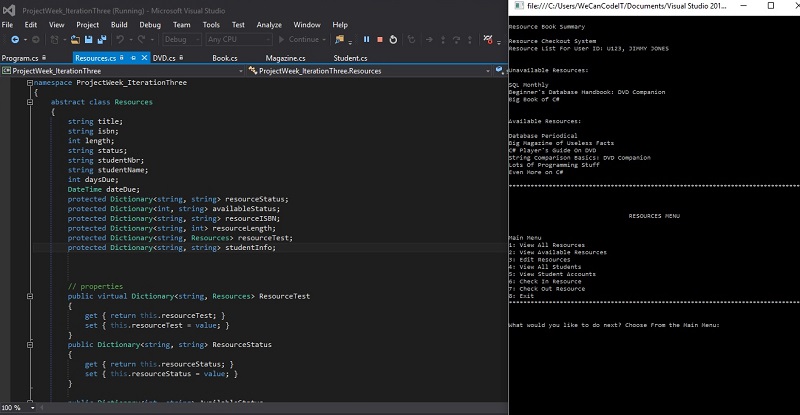 ProjectWeek_IterationThree (Running) - Microsoft Visual Studio
File Edit View Project Build Debug Team Tools Test Analyze Window Help
Debug Any CPU Continue
Program.cs Resources.cs DVD.cs Book.cs Magazine.cs Student.cs
ProjectWeek_IterationThree ProjectWeek_IterationThree.Resources
namespace ProjectWeek_IterationThree
{
abstract class Resources
{
string title;
string isbn;
int length;
string status;
string studentNbr;
string studentName;
int daysDue;
DateTime dateDue;
protected Dictionary<string, string> resourceStatus;
protected Dictionary<int, string> availableStatus;
protected Dictionary<string, string> resourceISBN;
protected Dictionary<string, int> resourceLength;
protected Dictionary<string, Resources> resourceTest;
protected Dictionary<string, string> studentInfo;
// properties
public virtual Dictionary<string, Resources> ResourceTest
{
get { return this.resourceTest; }
set { this.resourceTest = value; }
}
public Dictionary<string, string> ResourceStatus
{
get { return this.resourceStatus; }
set { this.resourceStatus = value; }
}
public Dictionary<int, string> AvailableStatus
100 %
file:///C:/Users/WeCanCodeIT/Documents/Visual Studio 201...
Resource Book Summary
Resource Checkout System
Resource List For User ID: U123, JIMMY JONES
Unavailable Resources:
SQL Monthly
Beginner's Database Handbook: DVD Companion
Big Book of C#
Available Resources:
Database Periodical
Big Magazine of Useless Facts
C# Player's Guide On DVD
String Comparison Basics: DVD Companion
Lots Of Programming Stuff
Even More on C#
RESOURCES MENU
Main Menu
1: View All Resources
2: View Available Resources
3: Edit Resources
4: View All Students
5: View Student Accounts
6: Check In Resource
7: Check Out Resource
8: Exit
What would you like to do next? Choose From the Main Menu: